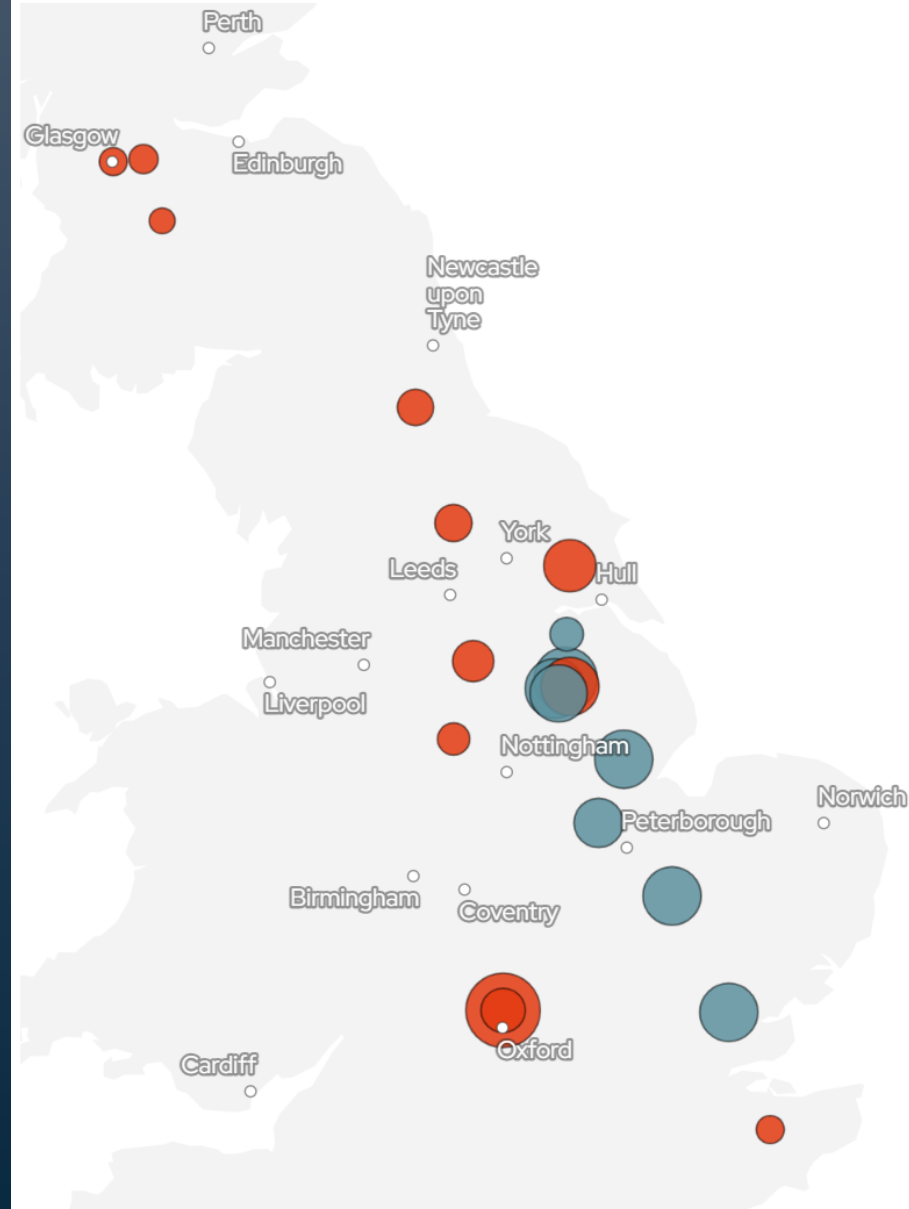 Perth
Glasgow
Edinburgh
Newcastle
upon
Tyne
York
Leeds
Hull
Manchester
Liverpool
Nottingham
Norwich
Peterborough
Birmingham
Coventry
Oxford
Cardiff